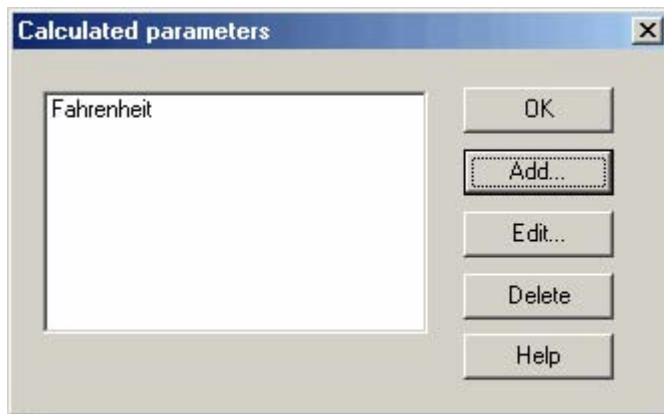 Calculated parameters
Fahrenheit
OK
Add...
Edit...
Delete
Help